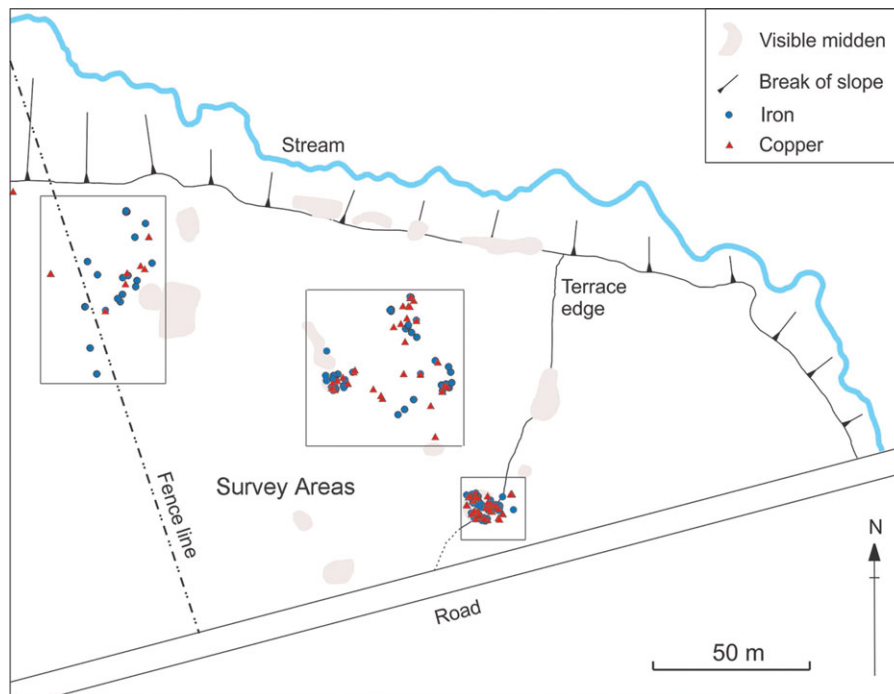 Visible midden
Break of slope
Iron
Copper
Stream
Terrace
edge
Survey Areas
Fence line
Road
N
50 m